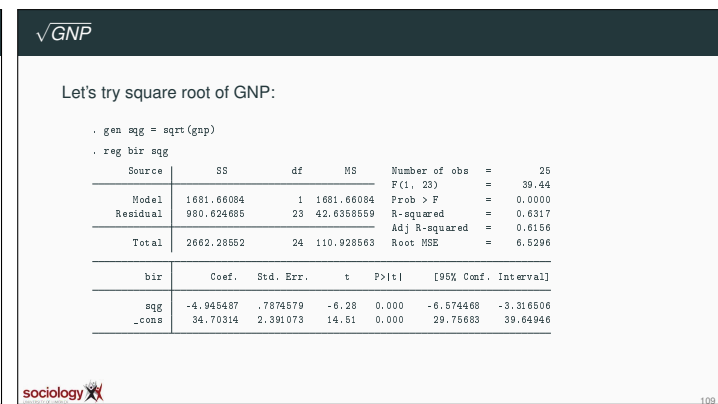 √GNP
Let's try square root of GNP:
. gen sqg = sqrt(gnp)
. reg bir sqg
Source | SS df MS Number of obs = 25
F(1, 23) = 39.44
Model | 1681.66084 1 1681.66084 Prob > F = 0.0000
Residual | 980.624685 23 42.6358559 R-squared = 0.6317
Adj R-squared = 0.6156
Total | 2662.28552 24 110.928563 Root MSE = 6.5296
bir | Coef. Std. Err. t P>|t| [95% Conf. Interval]
sqg | -4.945487 .7874579 -6.28 0.000 -6.574468 -3.316506
_cons | 34.70314 2.391073 14.51 0.000 29.75683 39.64946
sociology
109